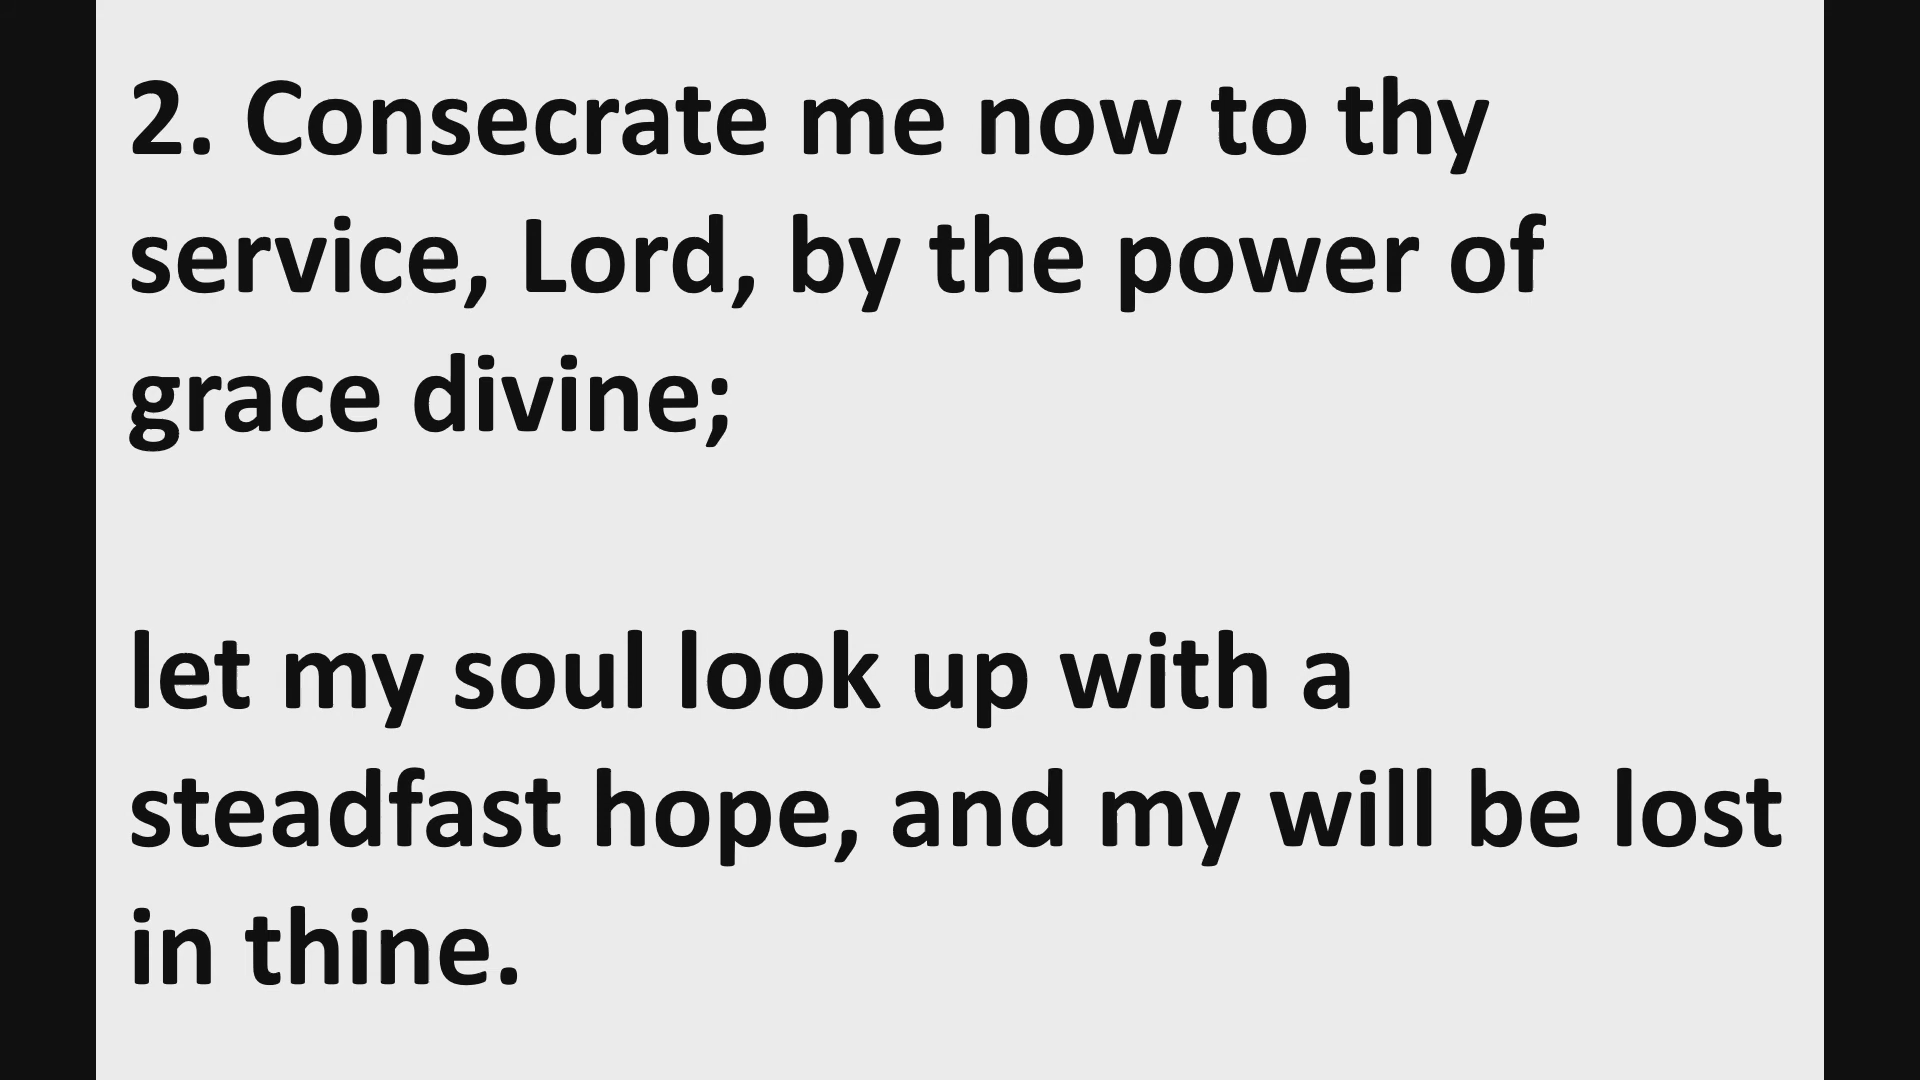 2. Consecrate me now to thy
service, Lord, by the power of
grace divine;
let my soul look up with a
steadfast hope, and my will be lost
in thine.